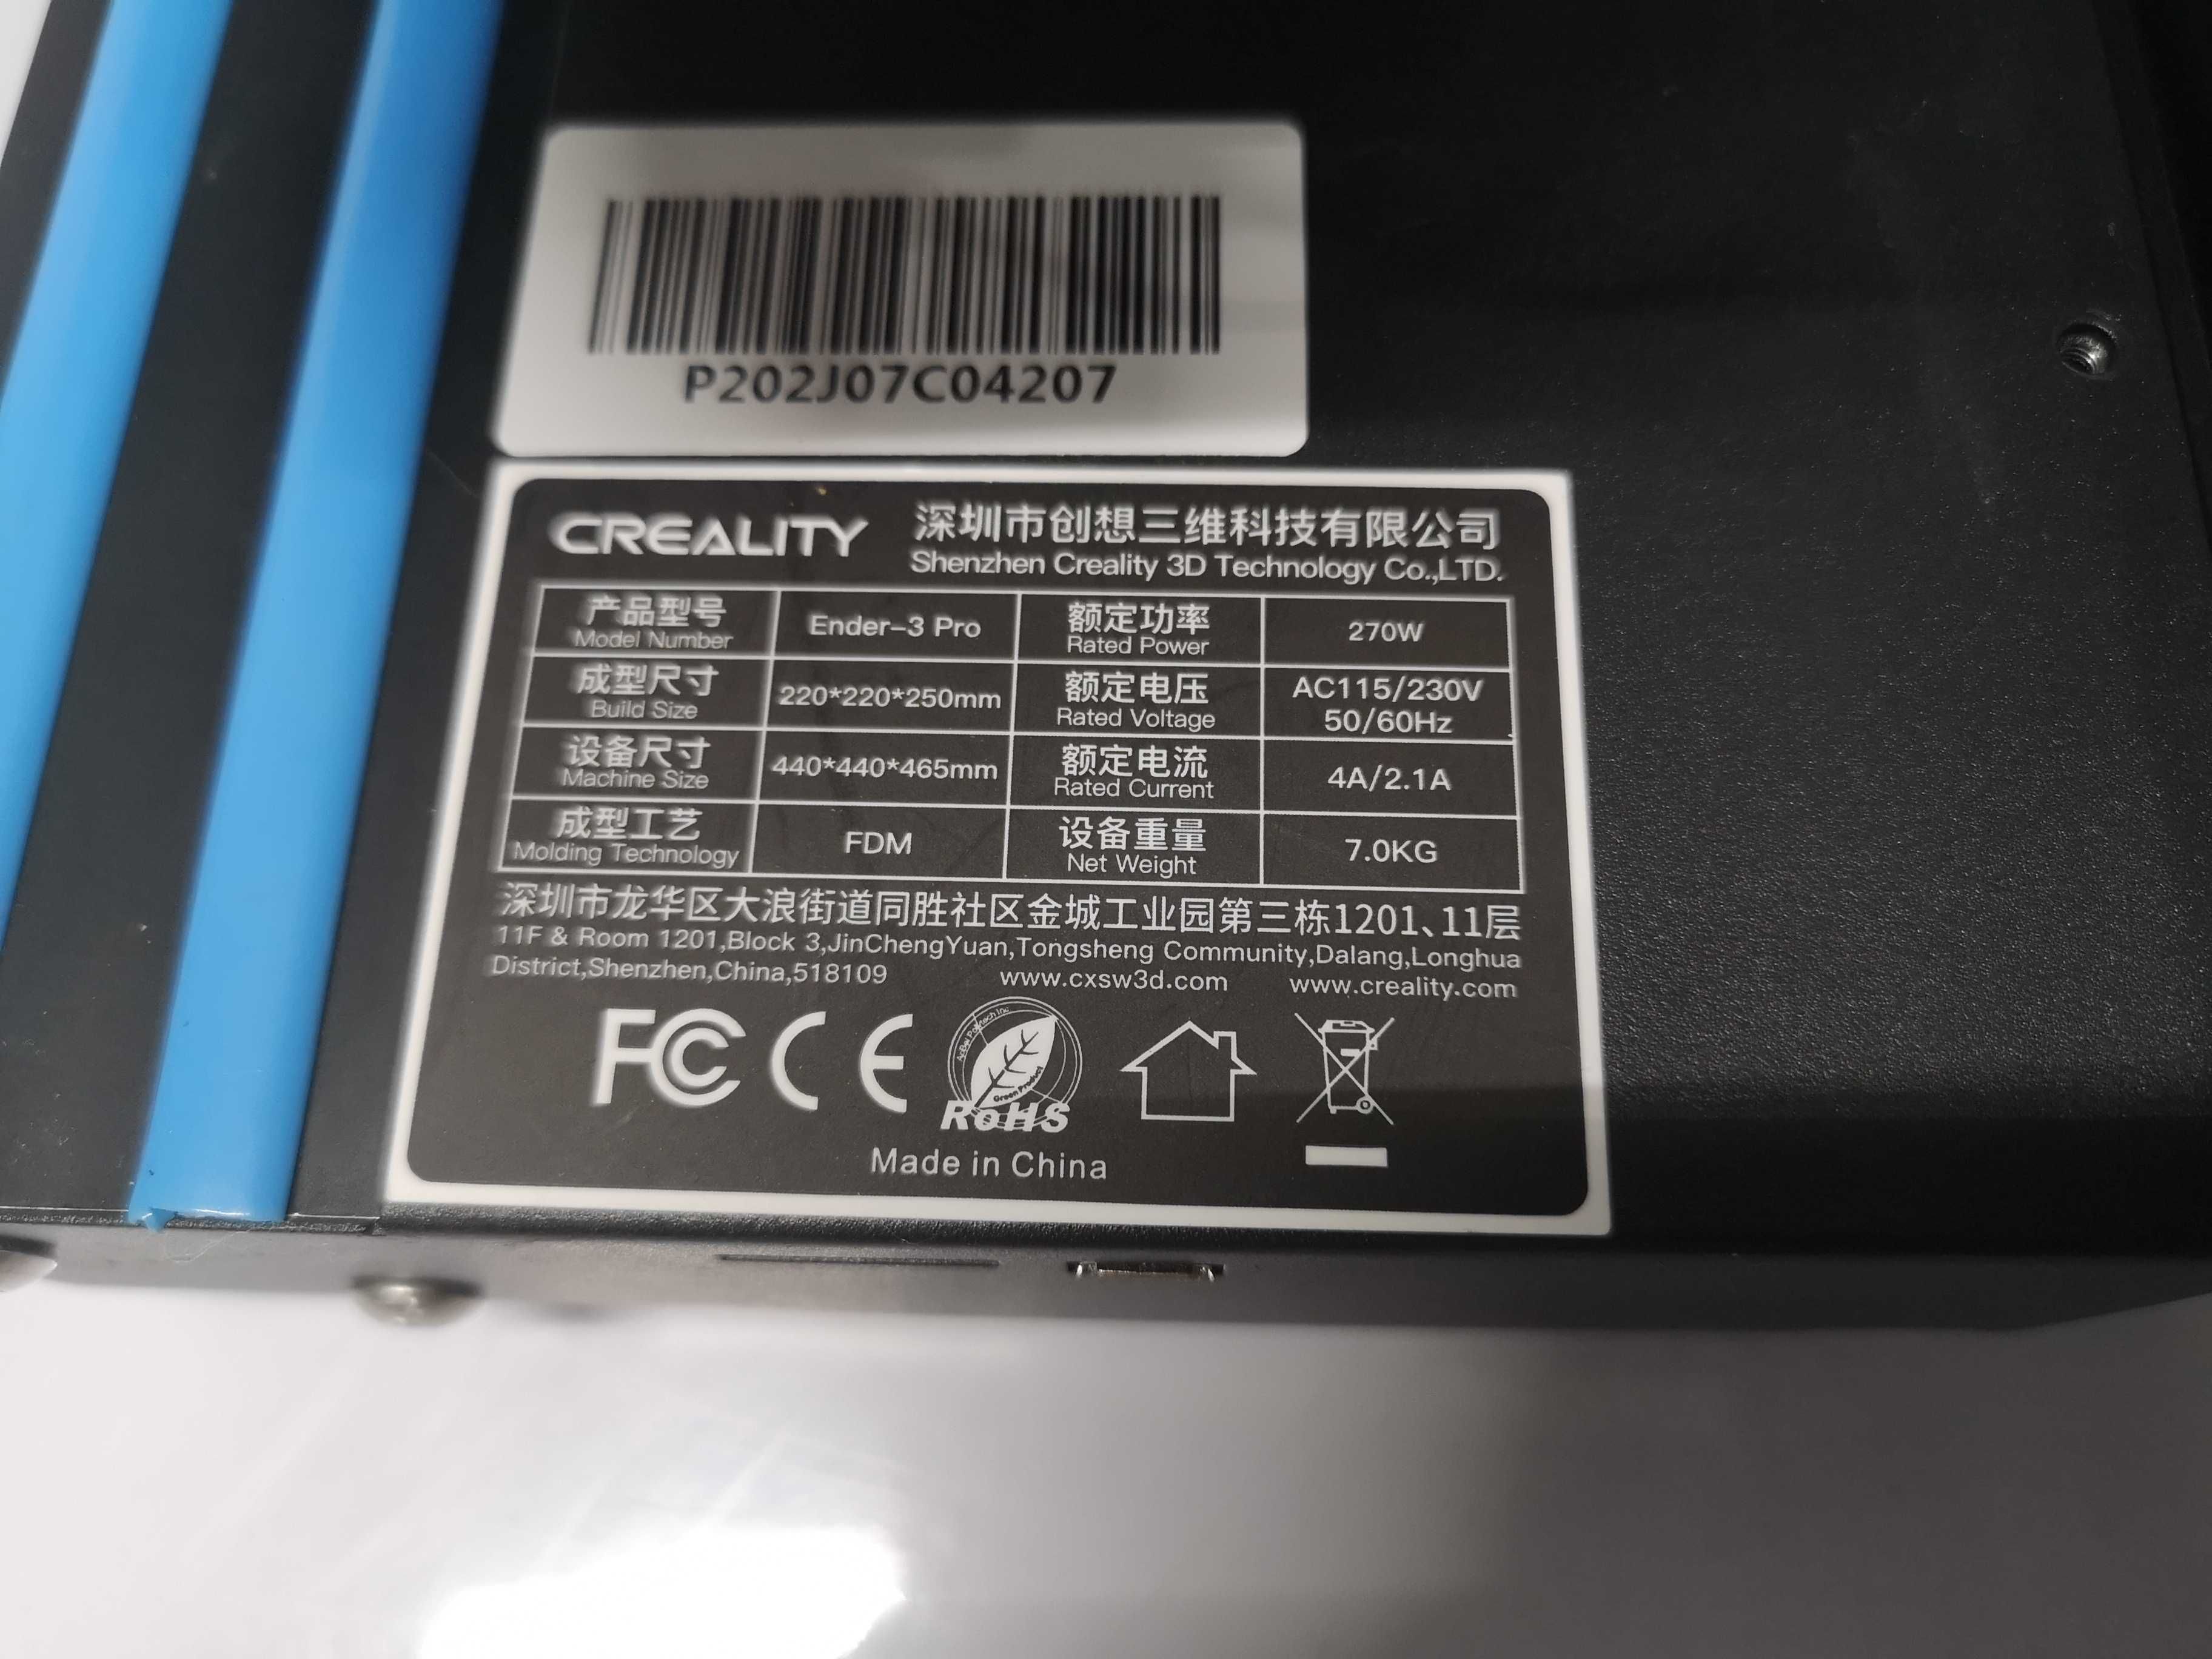 P202J07C04207
CREALITY
深圳市创想三维科技有限公司
Shenzhen Creality 3D Technology Co.,LTD.
产品型号 Ender-3 Pro 额定功率 270W
Model Number Rated Power
成型尺寸 220*220*250mm 额定电压 AC115/230V
Build Size Rated Voltage 50/60Hz
设备尺寸 440*440*465mm 额定电流 4A/2.1A
Machine Size Rated Current
成型工艺 FDM 设备重量 7.0KG
Molding Technology Net Weight
深圳市龙华区大浪街道同胜社区金城工业园第三栋1201、11层
11F & Room 1201,Block 3,JinChengYuan,Tongsheng Community,Dalang,Longhua
District,Shenzhen,China,518109 www.cxsw3d.com www.creality.com
FC CE
Green Product
RoHS
Made in China